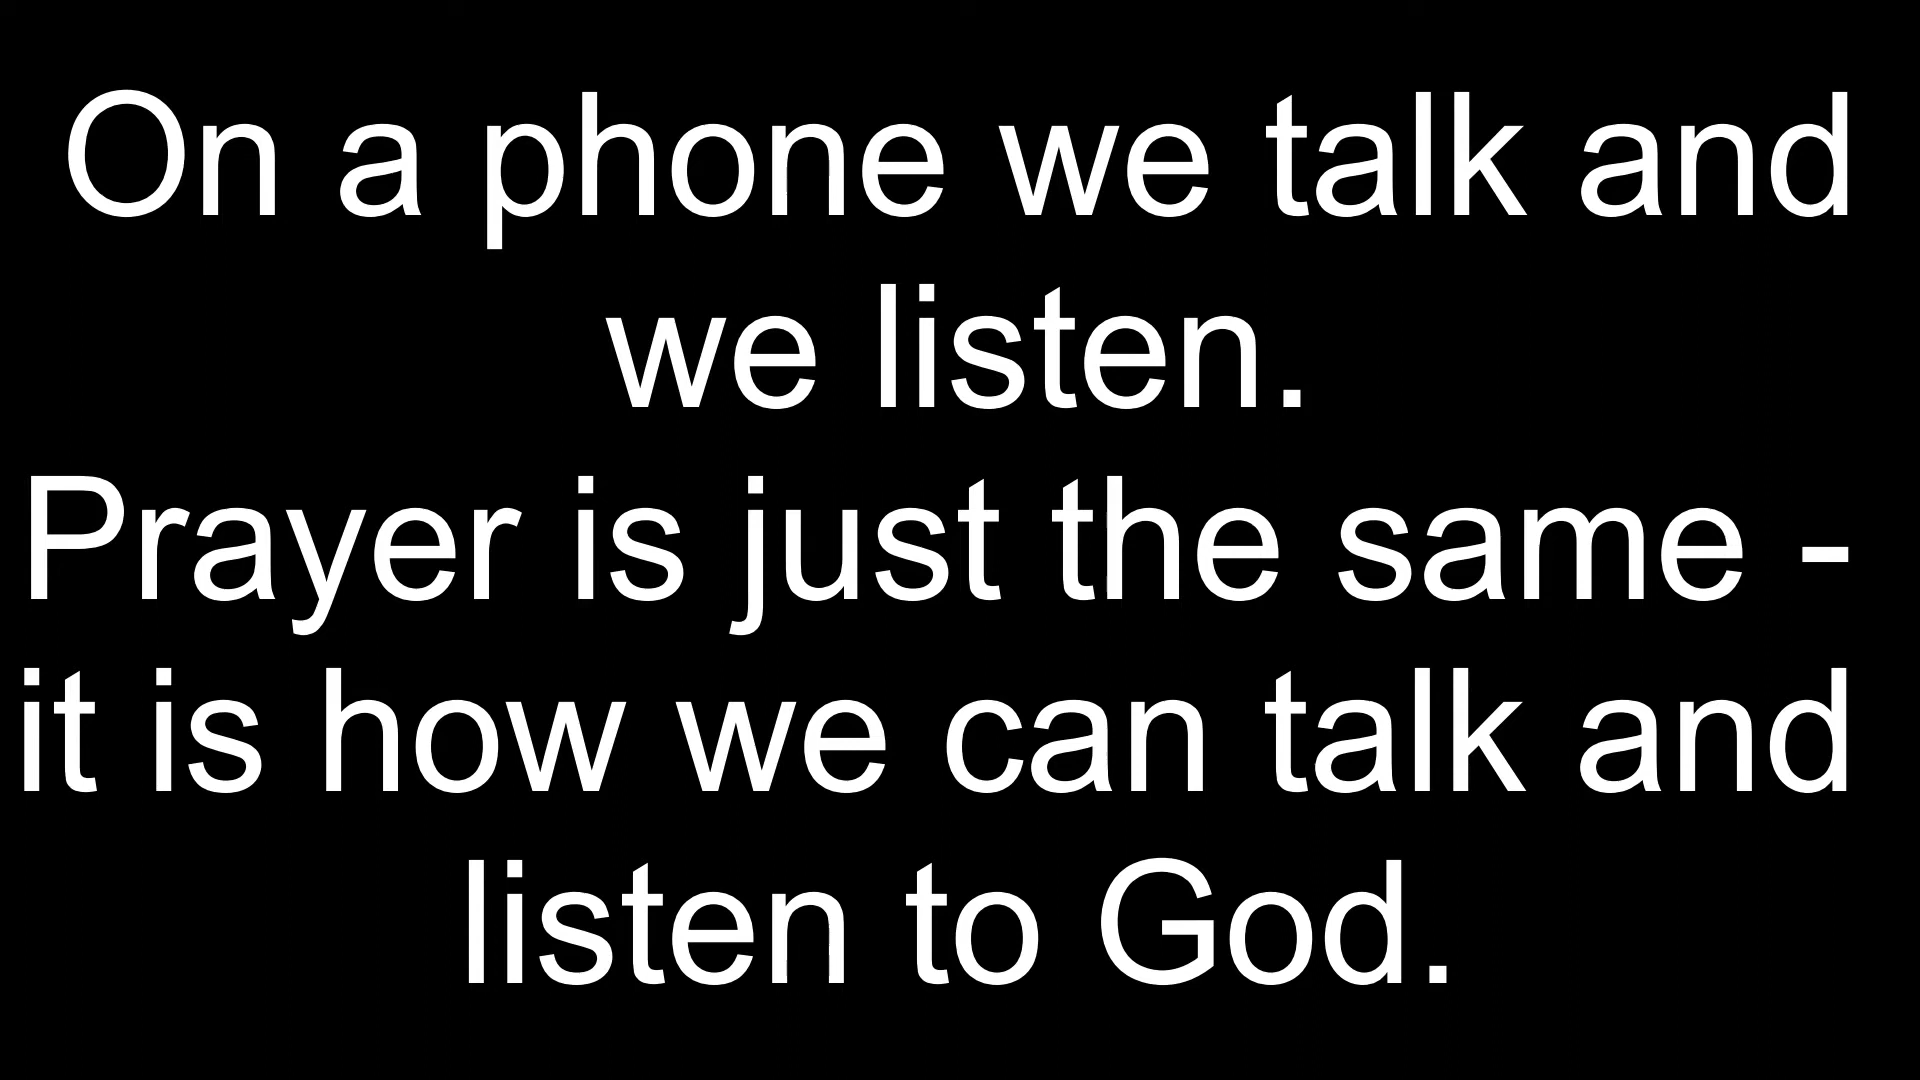 On a phone we talk and
we listen.
Prayer is just the same -
it is how we can talk and
listen to God.